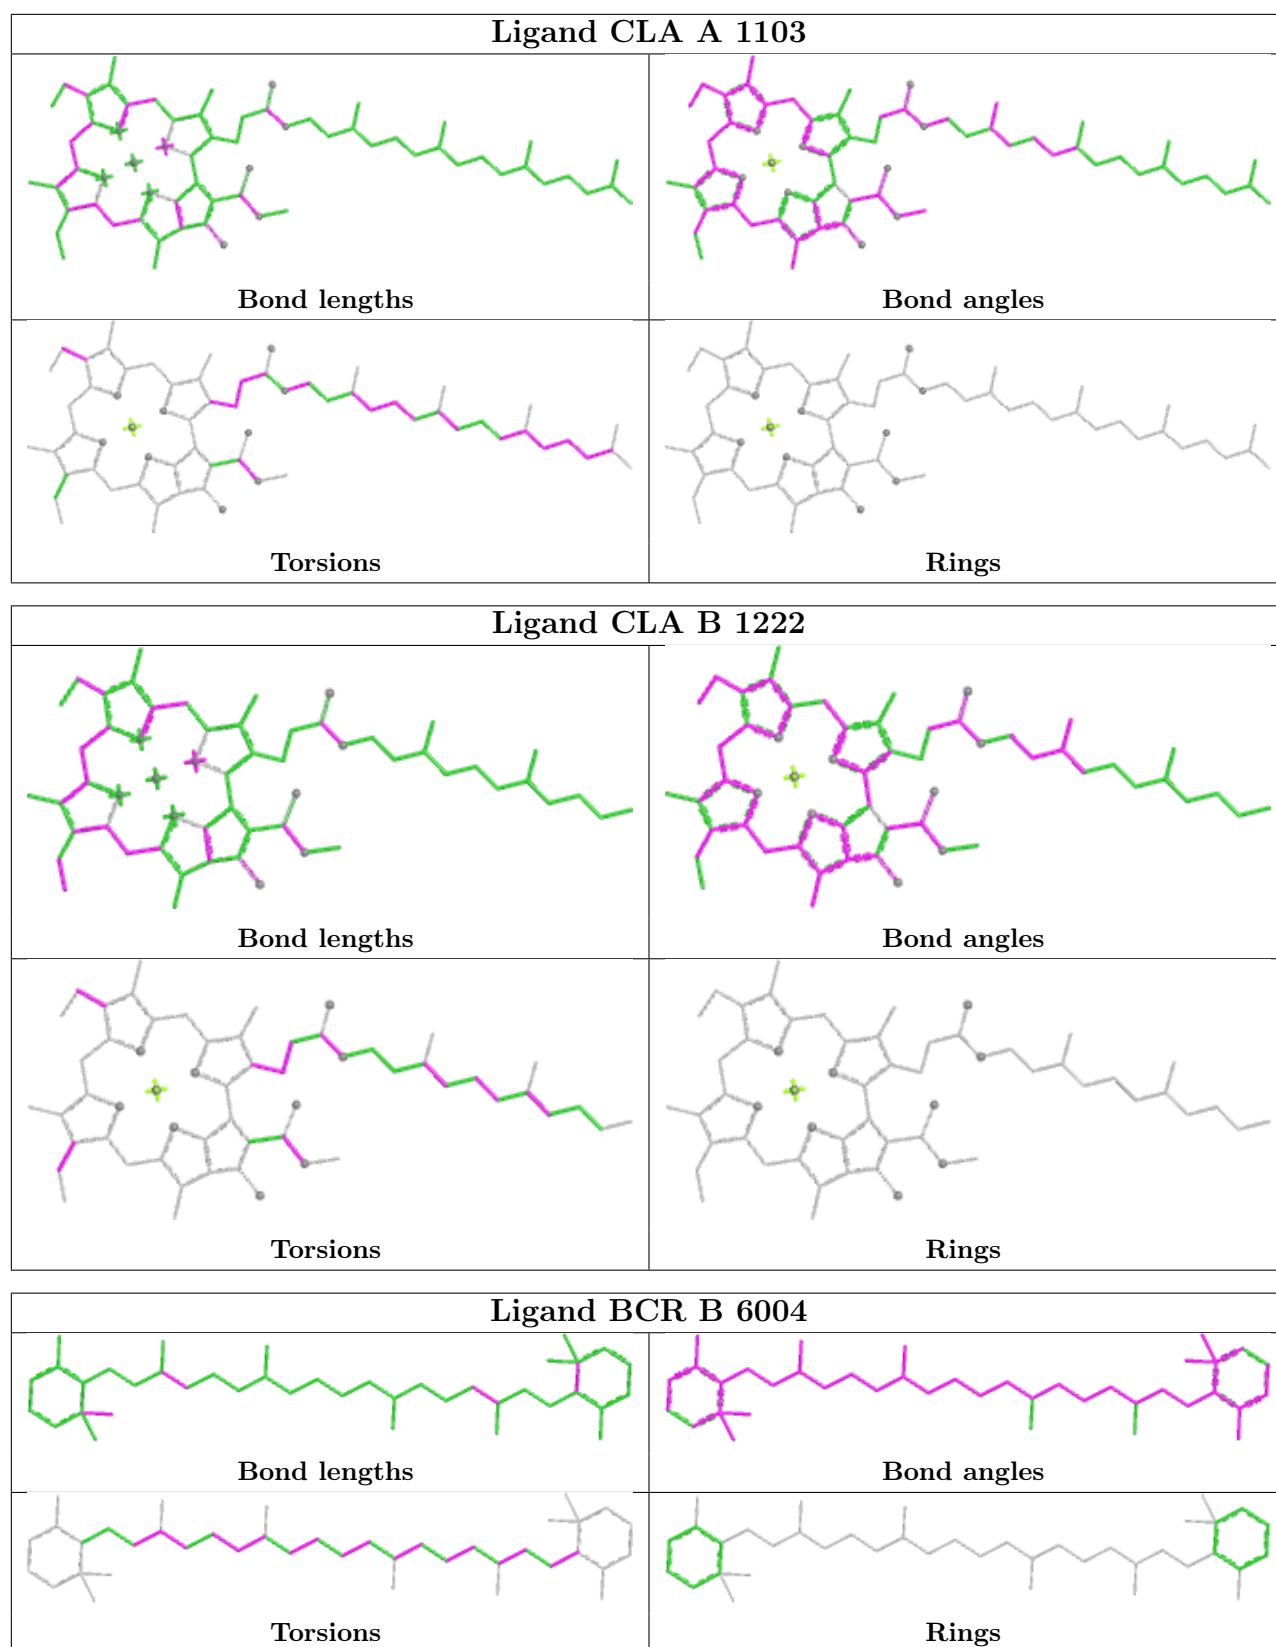 Ligand CLA A 1103
Bond lengths
Bond angles
Torsions
Rings
Ligand CLA B 1222
Bond lengths
Bond angles
Torsions
Rings
Ligand BCR B 6004
Bond lengths
Bond angles
Torsions
Rings